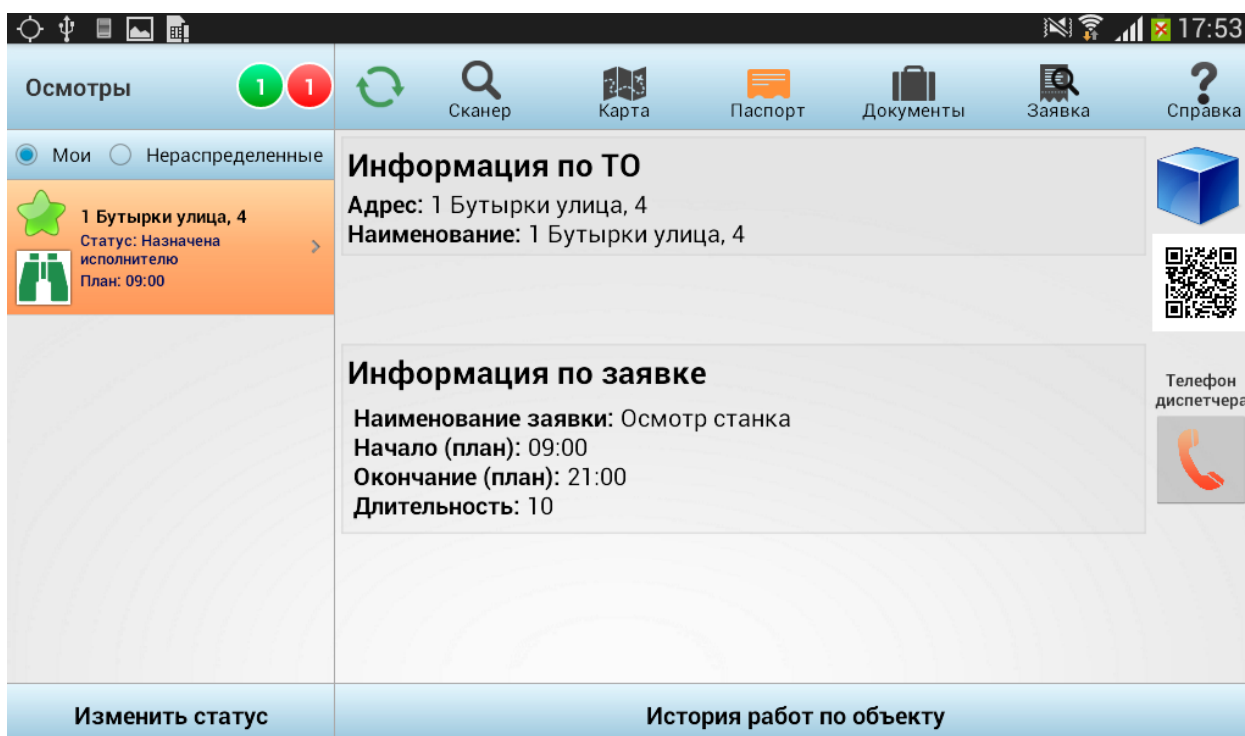 17:53
Осмотры
1
1
Сканер
Карта
Паспорт
Документы
Заявка
Справка
Мои
Нераспределенные
1 Бутырки улица, 4
Статус: Назначена
исполнителю
План: 09:00
Информация по ТО
Адрес: 1 Бутырки улица, 4
Наименование: 1 Бутырки улица, 4
Информация по заявке
Наименование заявки: Осмотр станка
Начало (план): 09:00
Окончание (план): 21:00
Длительность: 10
Телефон
диспетчера
Изменить статус
История работ по объекту